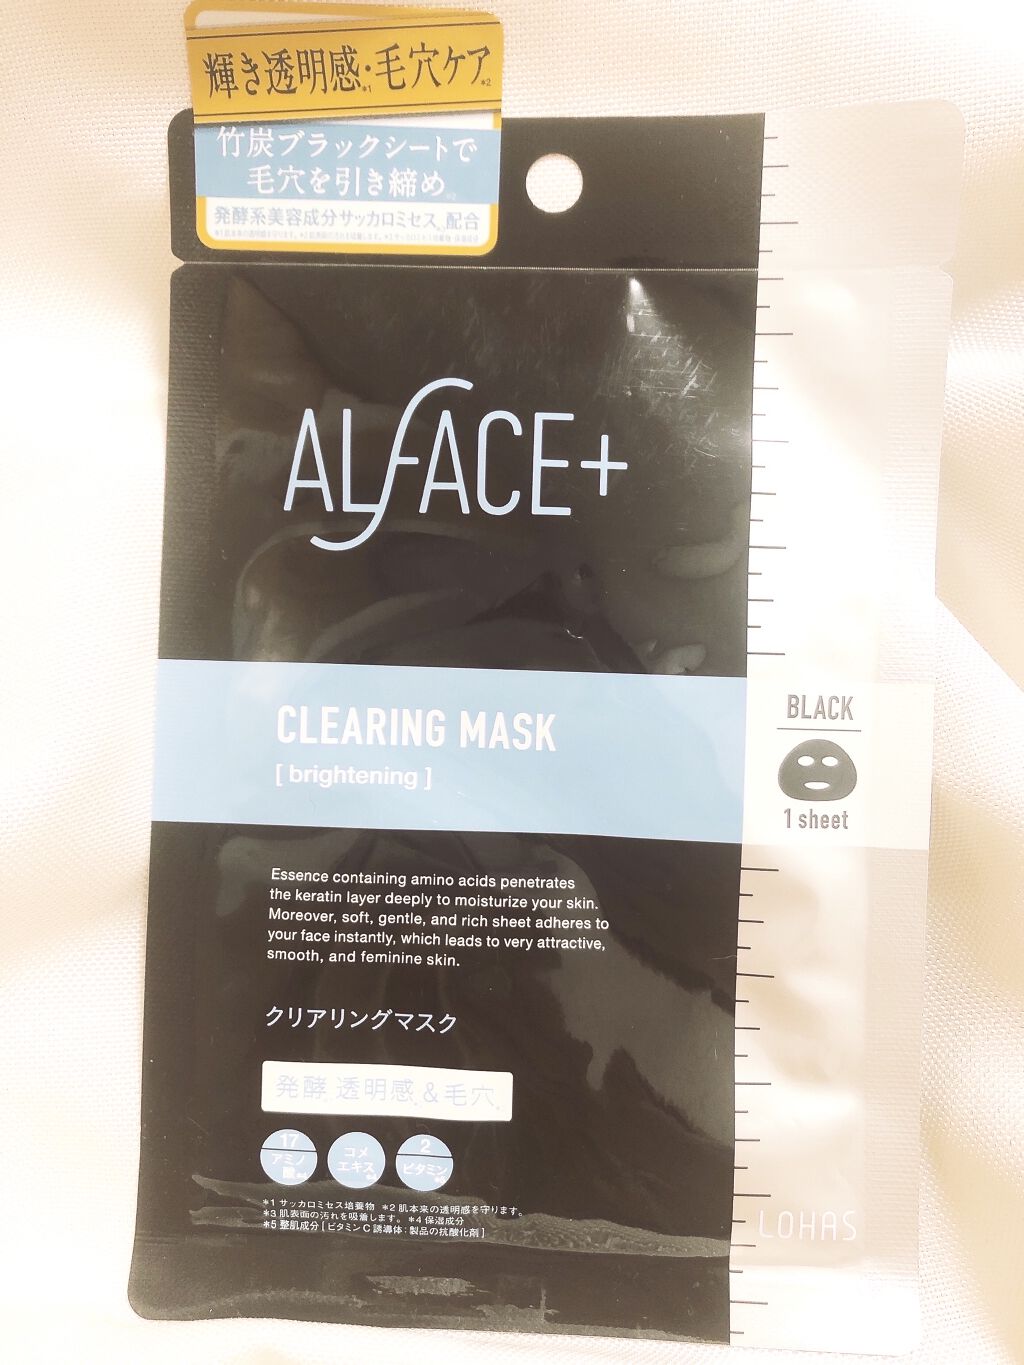 輝き透明感*1・毛穴ケア*2
竹炭ブラックシートで
毛穴を引き締め
発酵系美容成分サッカロミセス 配合
ALFACE+
CLEARING MASK
[ brightening ]
BLACK
1 sheet
Essence containing amino acids penetrates
the keratin layer deeply to moisturize your skin.
Moreover, soft, gentle, and rich sheet adheres to
your face instantly, which leads to very attractive,
smooth, and feminine skin.
クリアリングマスク
発酵 透明感 &毛穴
17
アミノ
酸
コメ
エキス
2
ビタミン
*1 サッカロミセス培養物 *2 肌本来の透明感を守ります。
*3 肌表面の汚れを吸着します。 *4 保湿成分
*5 整肌成分 [ ビタミンC誘導体：製品の抗酸化剤 ]
LOHAS